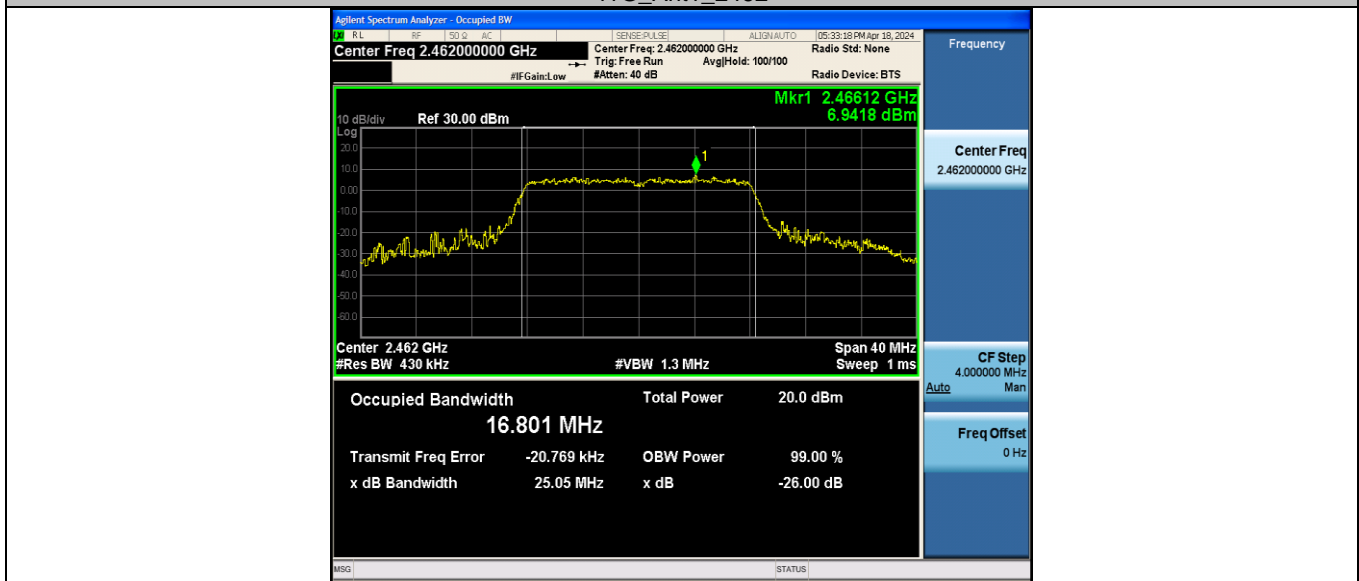 11G_Ant1_2462
Agilent Spectrum Analyzer - Occupied BW
RL RF 50 Ω AC SENSE:PULSE ALIGN AUTO 05:33:18 PM Apr 18, 2024
Center Freq 2.462000000 GHz
Center Freq: 2.462000000 GHz
Radio Std: None
Trig: Free Run Avg|Hold: 100/100
#IFGain:Low #Atten: 40 dB Radio Device: BTS
Mkr1 2.46612 GHz
6.9418 dBm
10 dB/div Ref 30.00 dBm
Log
20.0
10.0
0.00
-10.0
-20.0
-30.0
-40.0
-50.0
-60.0
1
Center 2.462 GHz Span 40 MHz
#Res BW 430 kHz #VBW 1.3 MHz Sweep 1 ms
Occupied Bandwidth Total Power 20.0 dBm
16.801 MHz
Transmit Freq Error -20.769 kHz OBW Power 99.00 %
x dB Bandwidth 25.05 MHz x dB -26.00 dB
MSG STATUS
Frequency
Center Freq
2.462000000 GHz
CF Step
4.000000 MHz
Auto Man
Freq Offset
0 Hz